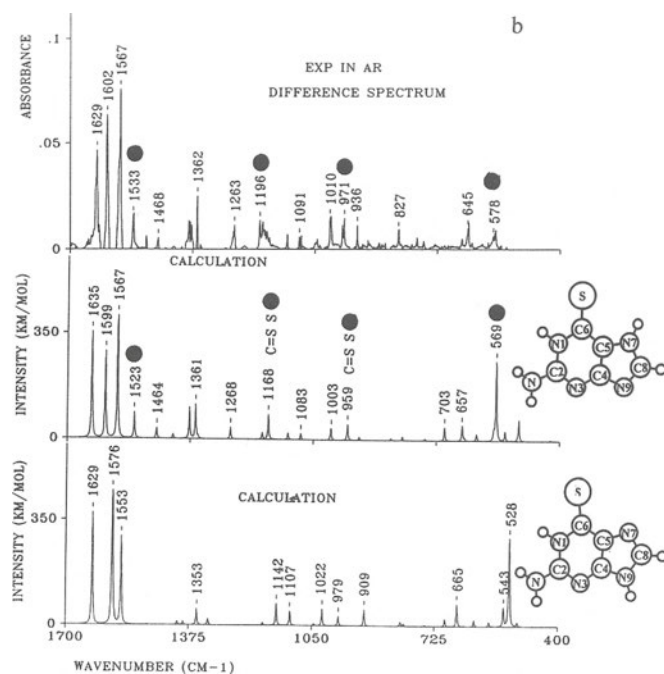 b
.1
EXP IN AR
DIFFERENCE SPECTRUM
ABSORBANCE
.05
0
1629
1602
1567
1533
1468
1362
1263
1196
1091
1010
971
936
827
645
578
CALCULATION
INTENSITY (KM/MOL)
350
0
1635
1599
1567
1523
1464
1361
1268
1168
C=S S
1083
1003
959
C=S S
703
657
569
S
C6
N1
C5
N7
C2
C4
C8
N
N3
N9
CALCULATION
INTENSITY (KM/MOL)
350
0
1629
1576
1553
1353
1142
1107
1022
979
909
665
543
528
S
C6
N1
C5
N7
C2
C4
C8
N
N3
N9
1700
1375
1050
725
400
WAVENUMBER (CM-1)